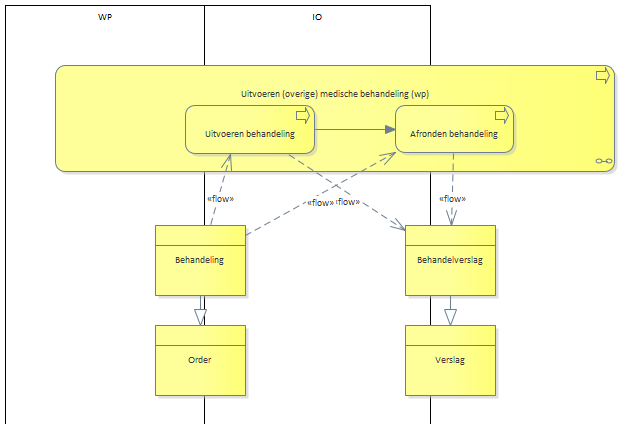 WP
IO
Uitvoeren (overige) medische behandeling (wp)
Uitvoeren behandeling
Afronden behandeling
«flow»
«flow»
flow»
«flow»
Behandeling
Behandelverslag
Order
Verslag